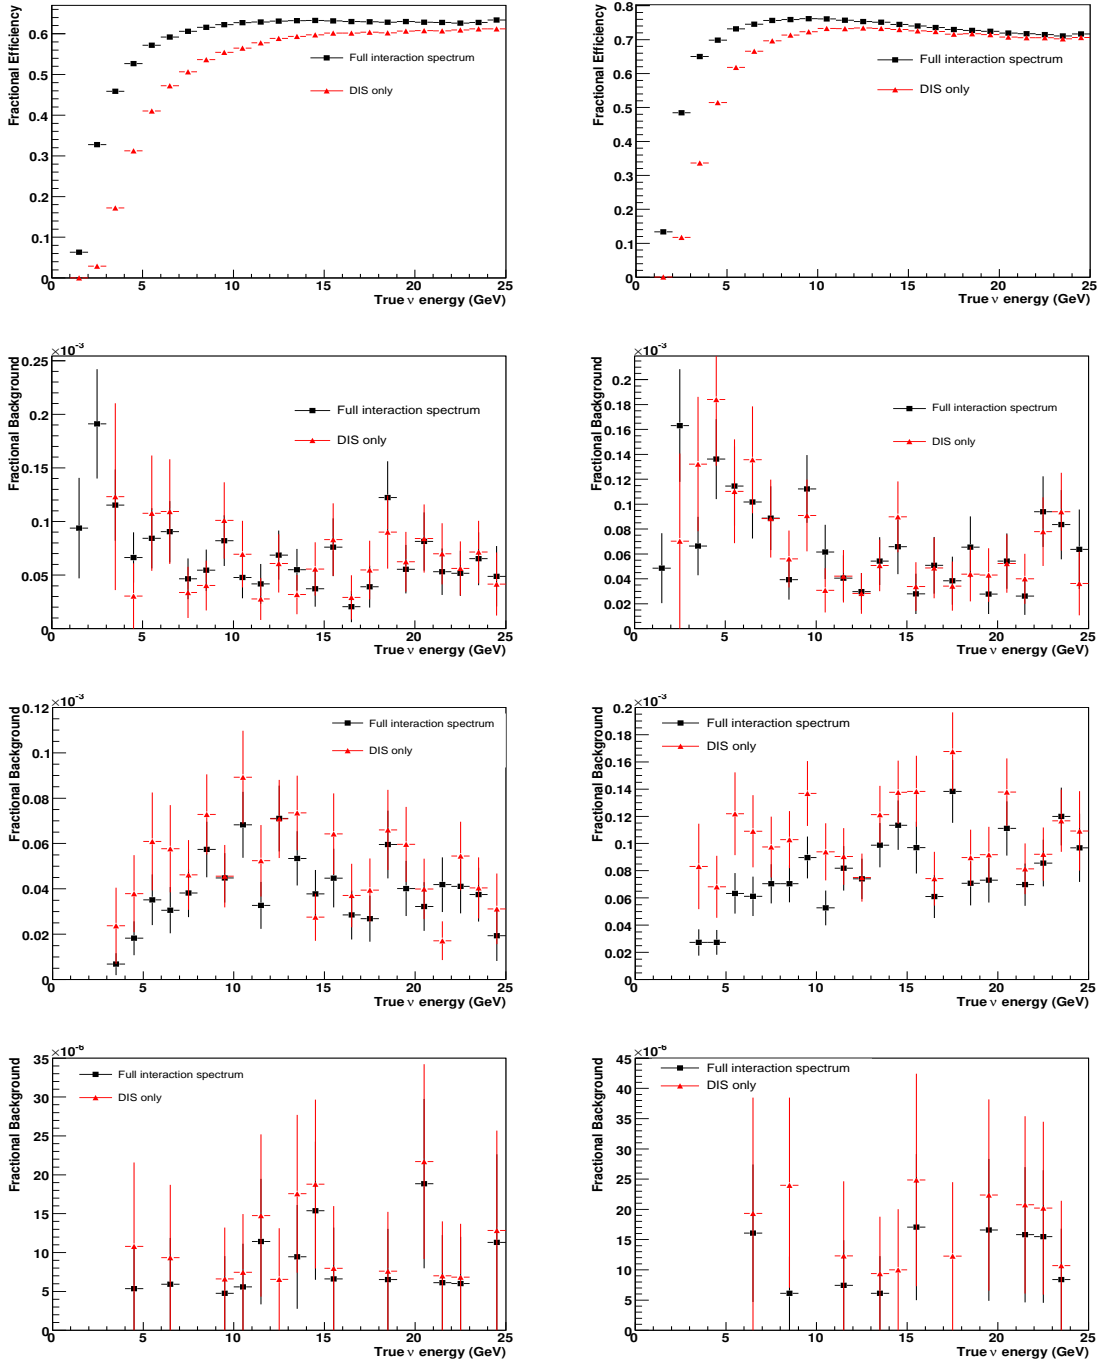 Fractional Efficiency
0.6
0.5
0.4
0.3
0.2
0.1
0
Full interaction spectrum
DIS only
0 5 10 15 20 25
True ν energy (GeV)
Fractional Efficiency
0.8
0.7
0.6
0.5
0.4
0.3
0.2
0.1
0
Full interaction spectrum
DIS only
0 5 10 15 20 25
True ν energy (GeV)
×10⁻³
Fractional Background
0.25
0.2
0.15
0.1
0.05
0
Full interaction spectrum
DIS only
0 5 10 15 20 25
True ν energy (GeV)
×10⁻³
Fractional Background
0.2
0.18
0.16
0.14
0.12
0.1
0.08
0.06
0.04
0.02
0
Full interaction spectrum
DIS only
0 5 10 15 20 25
True ν energy (GeV)
×10⁻³
Fractional Background
0.12
0.1
0.08
0.06
0.04
0.02
0
Full interaction spectrum
DIS only
0 5 10 15 20 25
True ν energy (GeV)
×10⁻³
Fractional Background
0.2
0.18
0.16
0.14
0.12
0.1
0.08
0.06
0.04
0.02
0
Full interaction spectrum
DIS only
0 5 10 15 20 25
True ν energy (GeV)
×10⁻⁶
Fractional Background
35
30
25
20
15
10
5
0
Full interaction spectrum
DIS only
0 5 10 15 20 25
True ν energy (GeV)
×10⁻⁶
Fractional Background
45
40
35
30
25
20
15
10
5
0
Full interaction spectrum
DIS only
0 5 10 15 20 25
True ν energy (GeV)